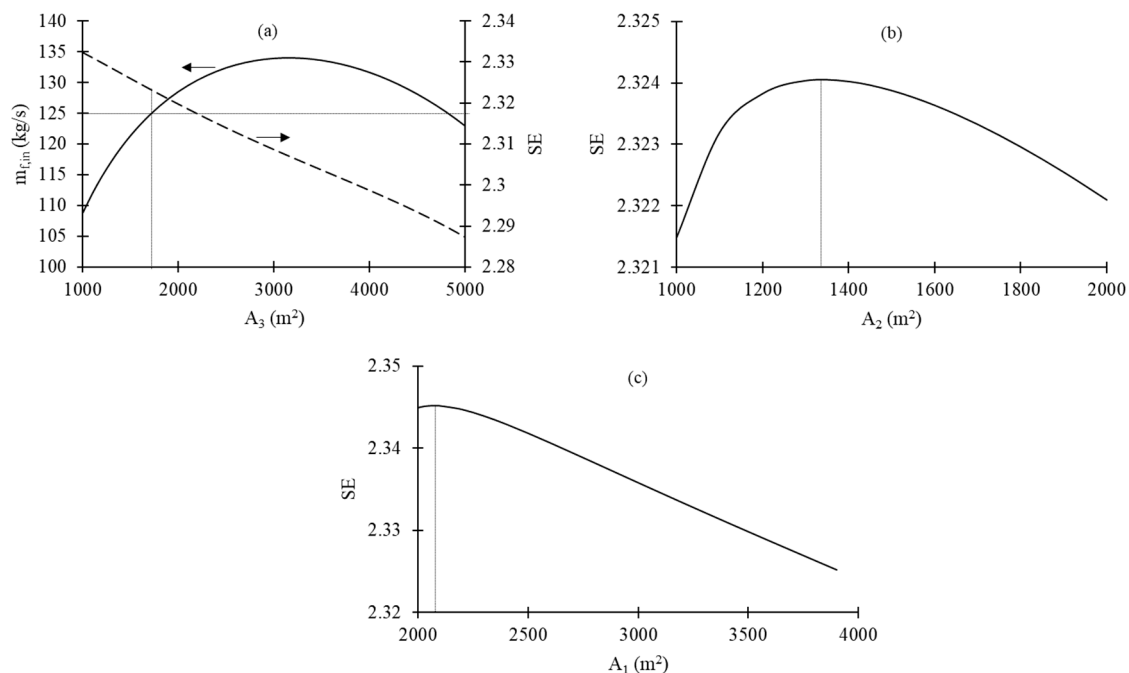 (a)
140
135
130
125
120
115
110
105
100
m_f,in (kg/s)
2.34
2.33
2.32
2.31
2.3
2.29
2.28
SE
1000 2000 3000 4000 5000
A₃ (m²)
(b)
2.325
2.324
2.323
2.322
2.321
SE
1000 1200 1400 1600 1800 2000
A₂ (m²)
(c)
2.35
2.34
2.33
2.32
SE
2000 2500 3000 3500 4000
A₁ (m²)